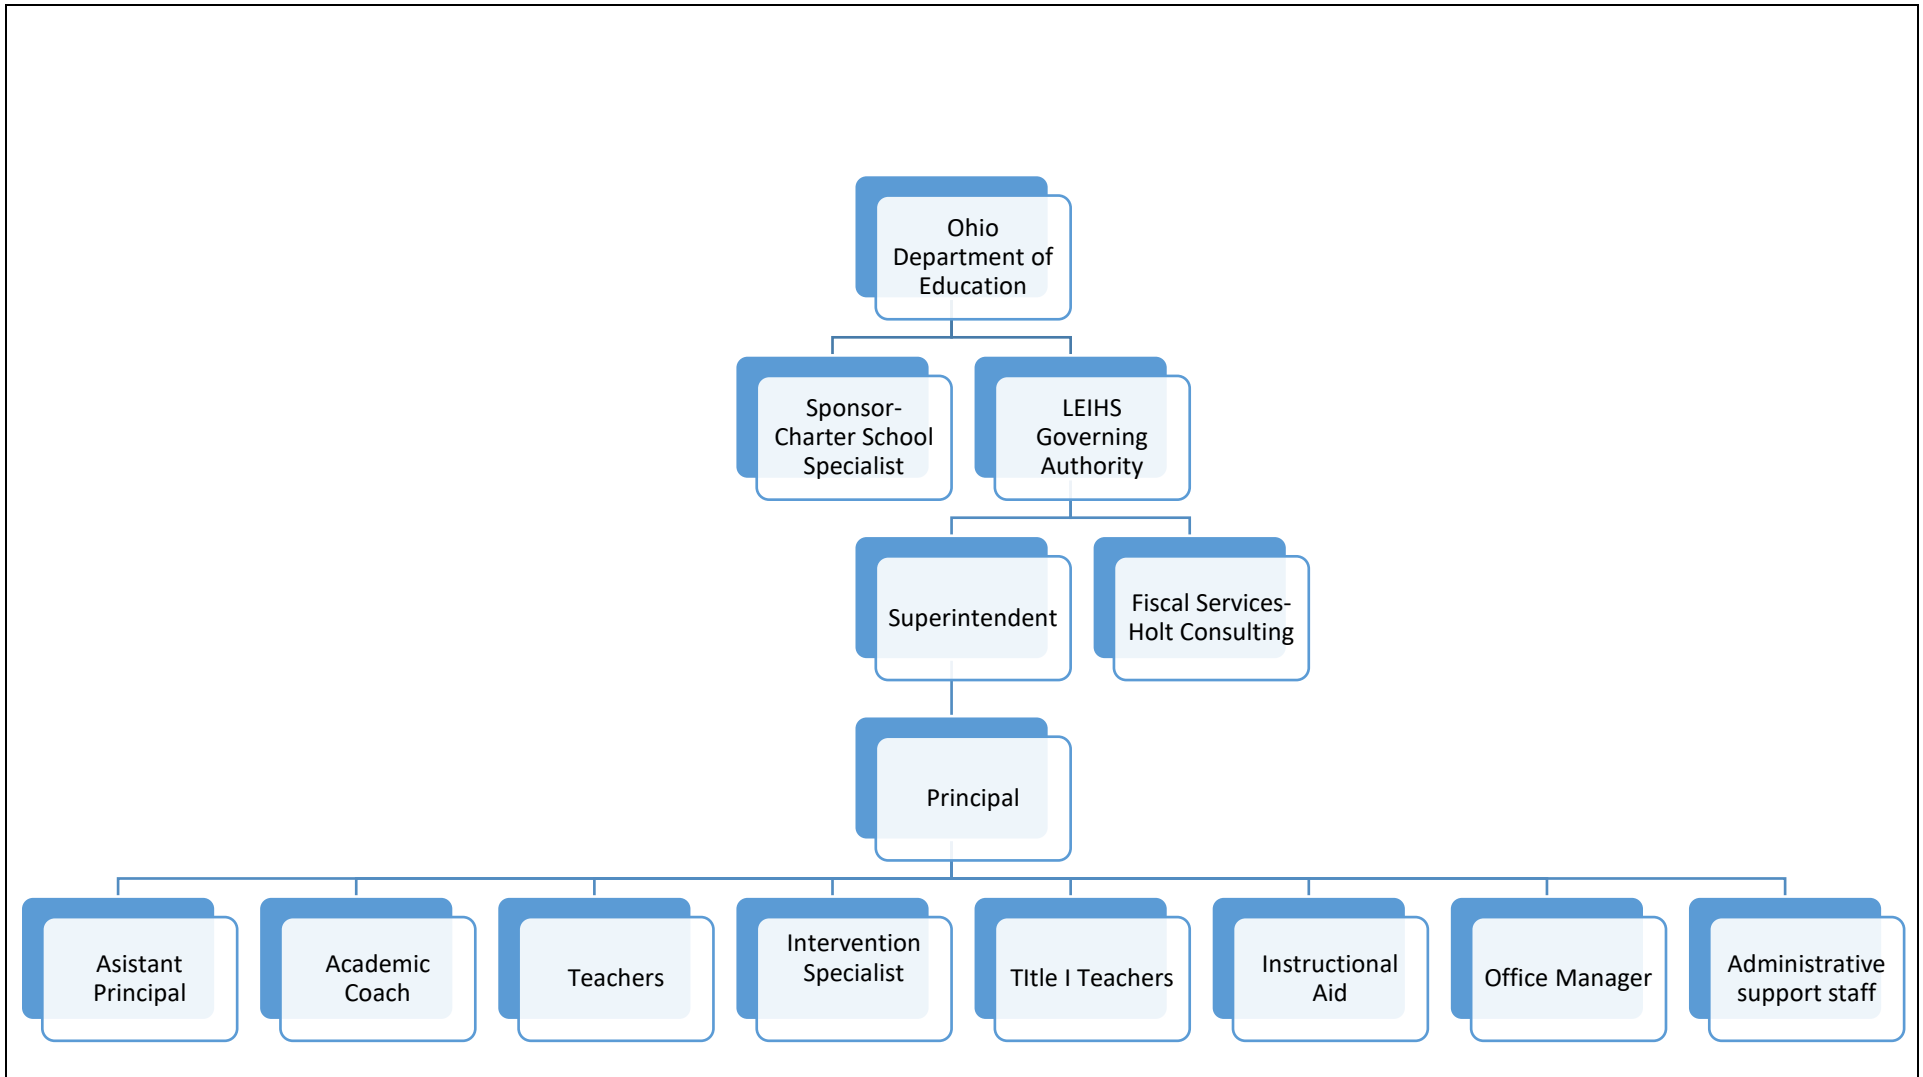 Ohio
Department of
Education
Sponsor-
Charter School
Specialist
LEIHS
Governing
Authority
Superintendent
Fiscal Services-
Holt Consulting
Principal
Asistant
Principal
Academic
Coach
Teachers
Intervention
Specialist
TItle I Teachers
Instructional
Aid
Office Manager
Administrative
support staff